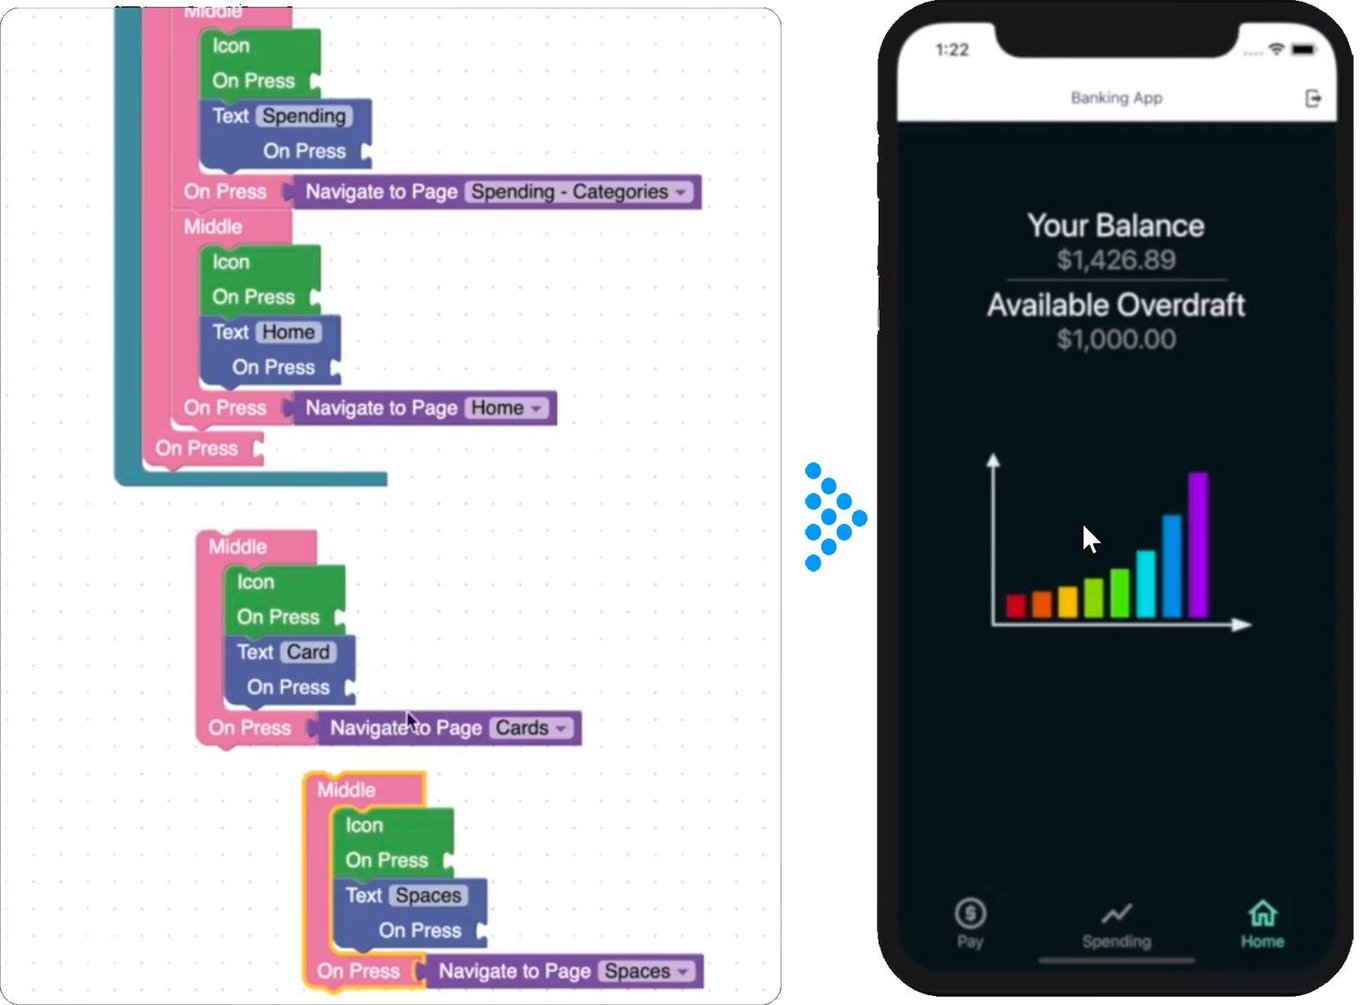 Middle
Icon
On Press
Text Spending
On Press
On Press Navigate to Page Spending - Categories
Middle
Icon
On Press
Text Home
On Press
On Press Navigate to Page Home
On Press
Middle
Icon
On Press
Text Card
On Press
On Press Navigate to Page Cards
Middle
Icon
On Press
Text Spaces
On Press
On Press Navigate to Page Spaces
1:22
Banking App
Your Balance
$1,426.89
Available Overdraft
$1,000.00
Pay Spending Home